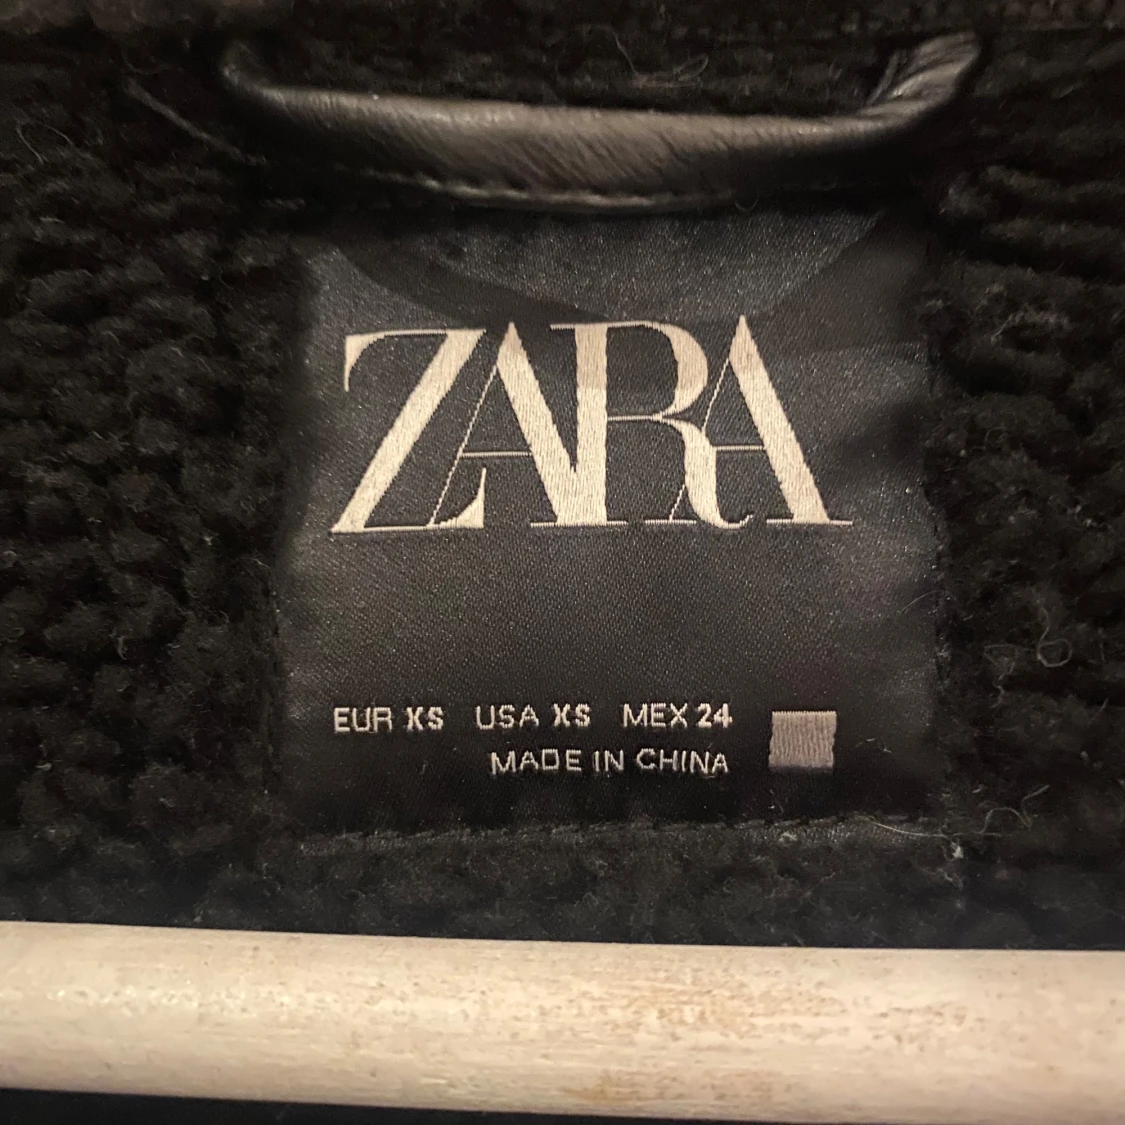 ZARA
EUR XS USA XS MEX 24
MADE IN CHINA